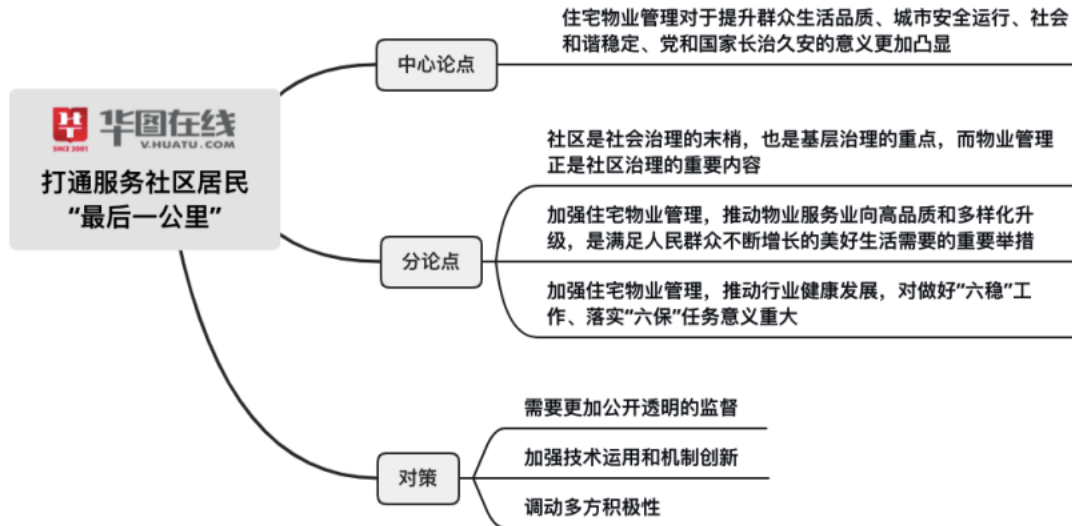 住宅物业管理对于提升群众生活品质、城市安全运行、社会
和谐稳定、党和国家长治久安的意义更加凸显
中心论点
华图在线
SINCE 2001
V.HUATU.COM
打通服务社区居民
“最后一公里”
社区是社会治理的末梢，也是基层治理的重点，而物业管理
正是社区治理的重要内容
加强住宅物业管理，推动物业服务业向高品质和多样化升
级，是满足人民群众不断增长的美好生活需要的重要举措
分论点
加强住宅物业管理，推动行业健康发展，对做好“六稳”工
作、落实“六保”任务意义重大
需要更加公开透明的监督
加强技术运用和机制创新
对策
调动多方积极性